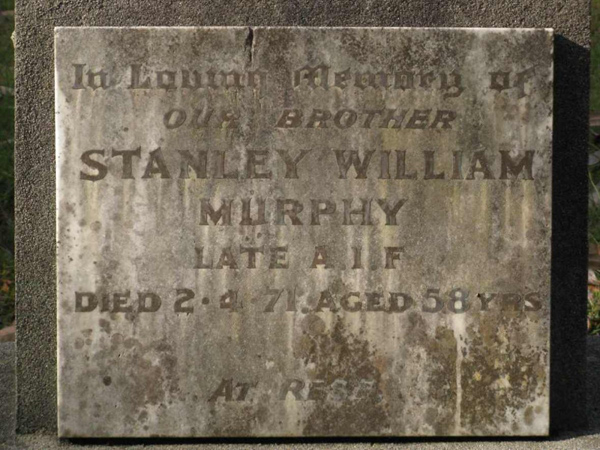 In Loving Memory of
OUR BROTHER
STANLEY WILLIAM
MURPHY
LATE A.I.F.
DIED 2·4·71. AGED 58 YRS
AT REST